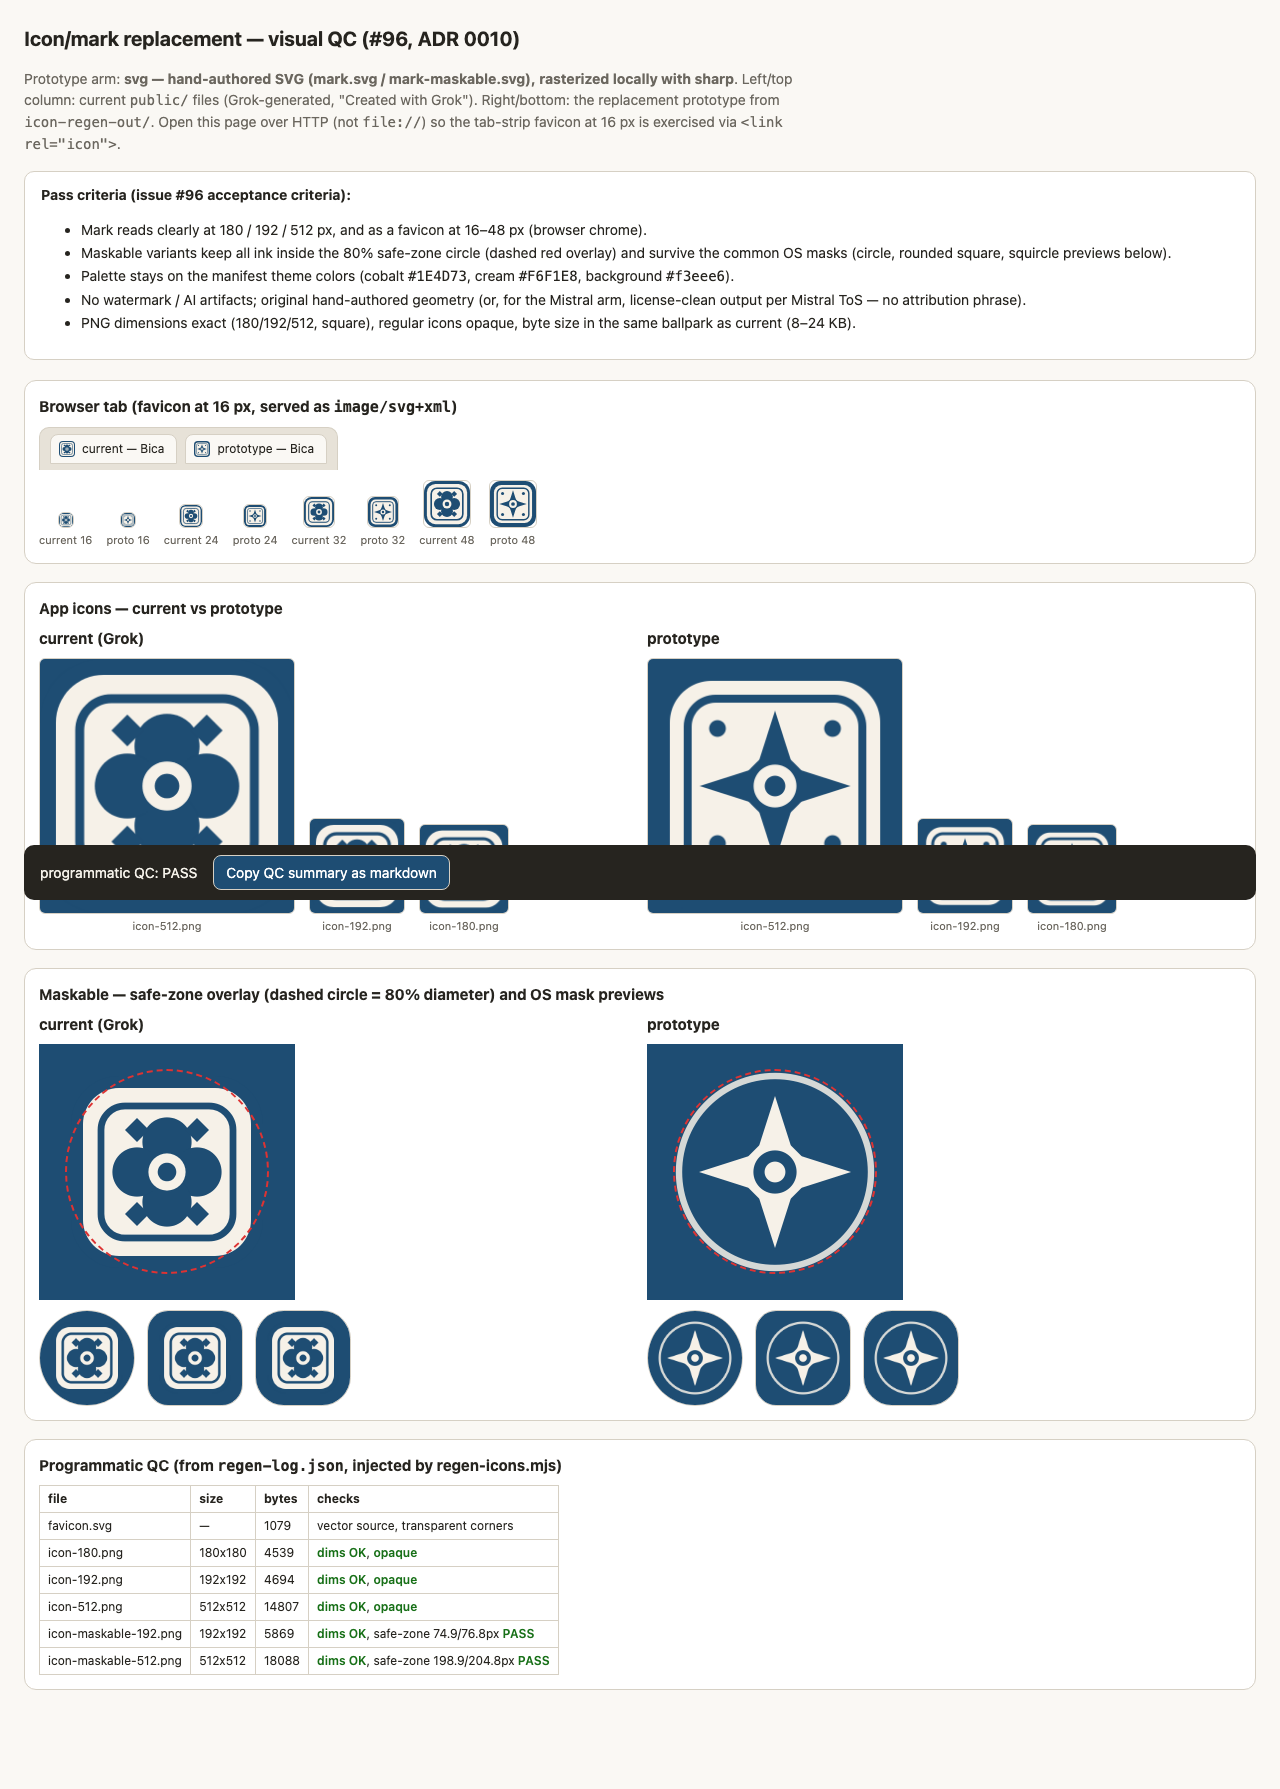 Icon/mark replacement — visual QC (#96, ADR 0010)
Prototype arm: svg — hand-authored SVG (mark.svg / mark-maskable.svg), rasterized locally with sharp. Left/top
column: current public/ files (Grok-generated, "Created with Grok"). Right/bottom: the replacement prototype from
icon-regen-out/. Open this page over HTTP (not file://) so the tab-strip favicon at 16 px is exercised via <link
rel="icon">.
Pass criteria (issue #96 acceptance criteria):
• Mark reads clearly at 180 / 192 / 512 px, and as a favicon at 16–48 px (browser chrome).
• Maskable variants keep all ink inside the 80% safe-zone circle (dashed red overlay) and survive the common OS masks (circle, rounded square, squircle previews below).
• Palette stays on the manifest theme colors (cobalt #1E4D73, cream #F6F1E8, background #f3eee6).
• No watermark / AI artifacts; original hand-authored geometry (or, for the Mistral arm, license-clean output per Mistral ToS — no attribution phrase).
• PNG dimensions exact (180/192/512, square), regular icons opaque, byte size in the same ballpark as current (8–24 KB).
Browser tab (favicon at 16 px, served as image/svg+xml)
current — Bica prototype — Bica
current 16 proto 16 current 24 proto 24 current 32 proto 32 current 48 proto 48
App icons — current vs prototype
current (Grok) prototype
programmatic QC: PASS Copy QC summary as markdown
icon-512.png icon-192.png icon-180.png icon-512.png icon-192.png icon-180.png
Maskable — safe-zone overlay (dashed circle = 80% diameter) and OS mask previews
current (Grok) prototype
Programmatic QC (from regen-log.json, injected by regen-icons.mjs)
file size bytes checks
favicon.svg — 1079 vector source, transparent corners
icon-180.png 180x180 4539 dims OK, opaque
icon-192.png 192x192 4694 dims OK, opaque
icon-512.png 512x512 14807 dims OK, opaque
icon-maskable-192.png 192x192 5869 dims OK, safe-zone 74.9/76.8px PASS
icon-maskable-512.png 512x512 18088 dims OK, safe-zone 198.9/204.8px PASS